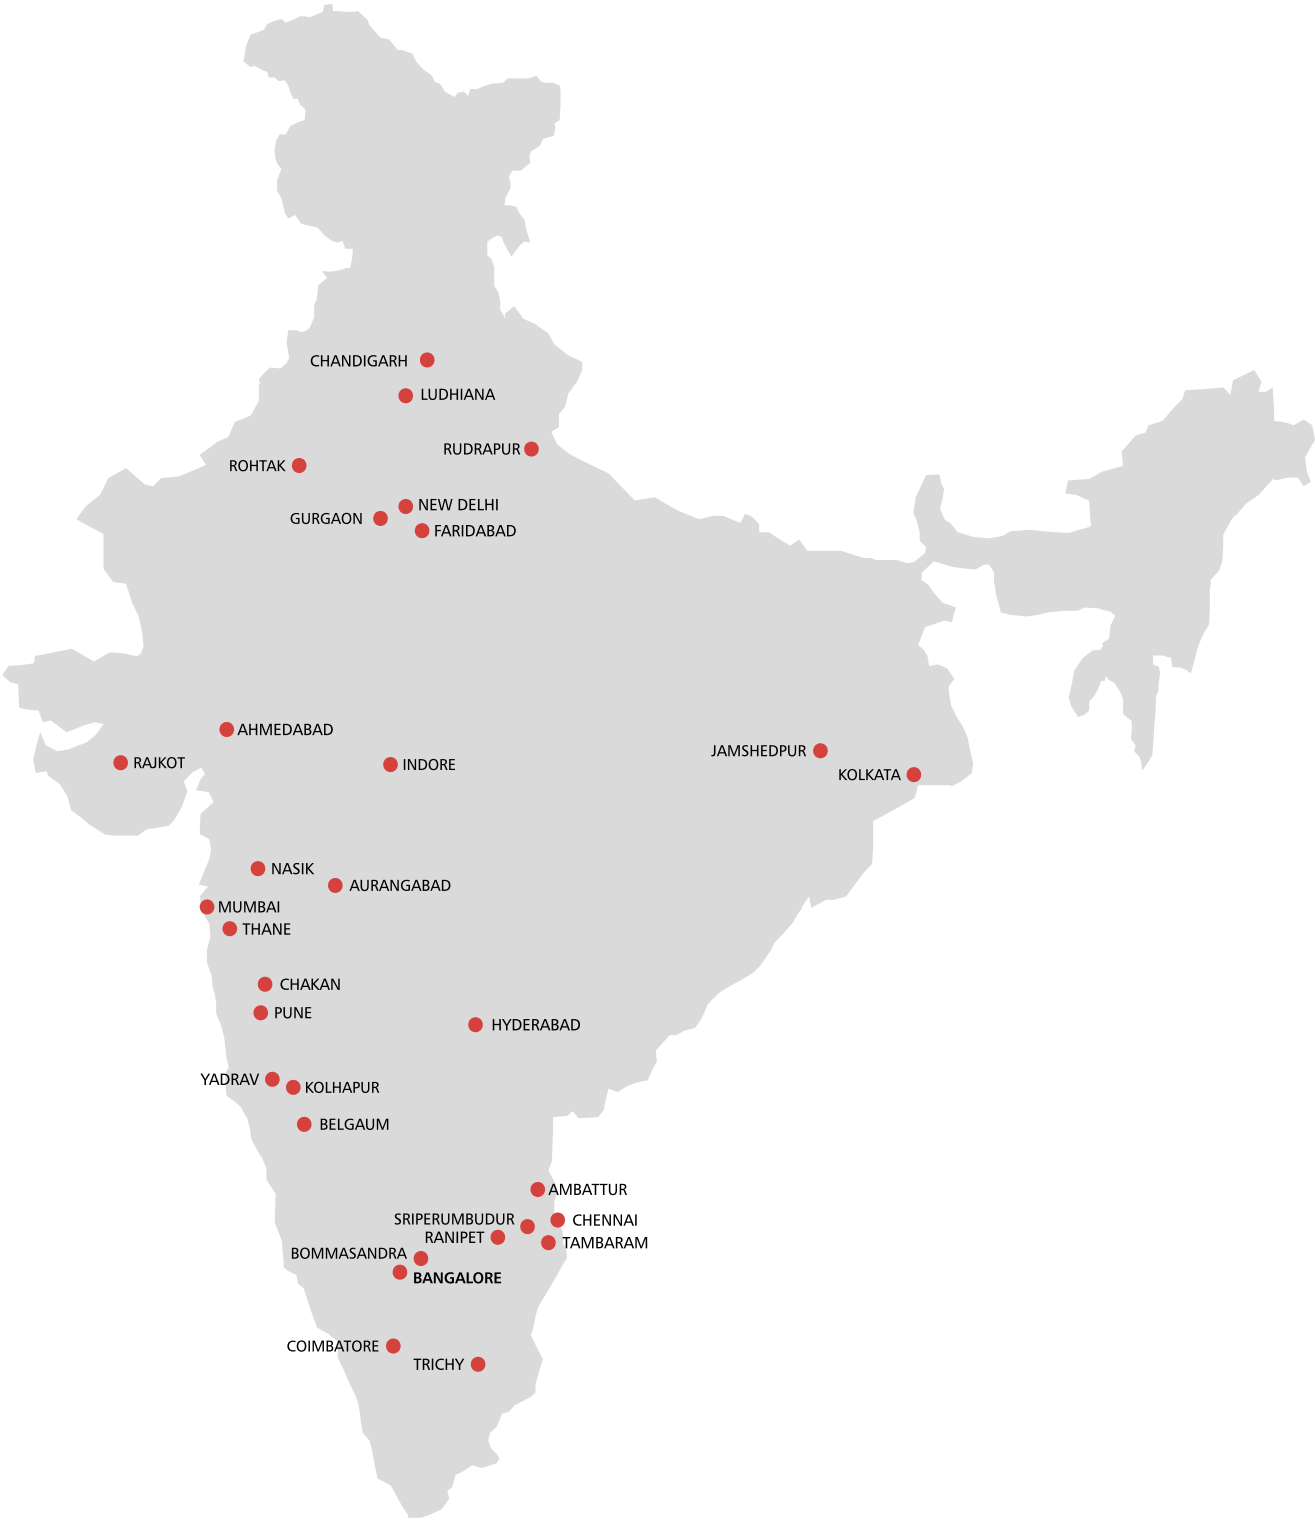 CHANDIGARH
LUDHIANA
RUDRAPUR
ROHTAK
NEW DELHI
GURGAON
FARIDABAD
AHMEDABAD
JAMSHEDPUR
RAJKOT
INDORE
KOLKATA
NASIK
AURANGABAD
MUMBAI
THANE
CHAKAN
PUNE
HYDERABAD
YADRAV
KOLHAPUR
BELGAUM
AMBATTUR
SRIPERUMBUDUR
CHENNAI
RANIPET
TAMBARAM
BOMMASANDRA
BANGALORE
COIMBATORE
TRICHY